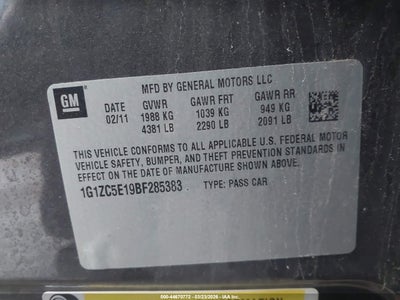 GM
MFD BY GENERAL MOTORS LLC
02/11 GVWR GAWR FRT GAWR RR
1988 KG 1039 KG 949 KG
4381 LB 2290 LB 2091 LB
THIS VEHICLE CONFORMS TO ALL APPLICABLE U.S. FEDERAL MOTOR
VEHICLE SAFETY, BUMPER, AND THEFT PREVENTION STANDARDS IN EFFECT
ON THE DATE OF MANUFACTURE SHOWN ABOVE.
1G1ZC5E19BF285383 TYPE: PASS CAR